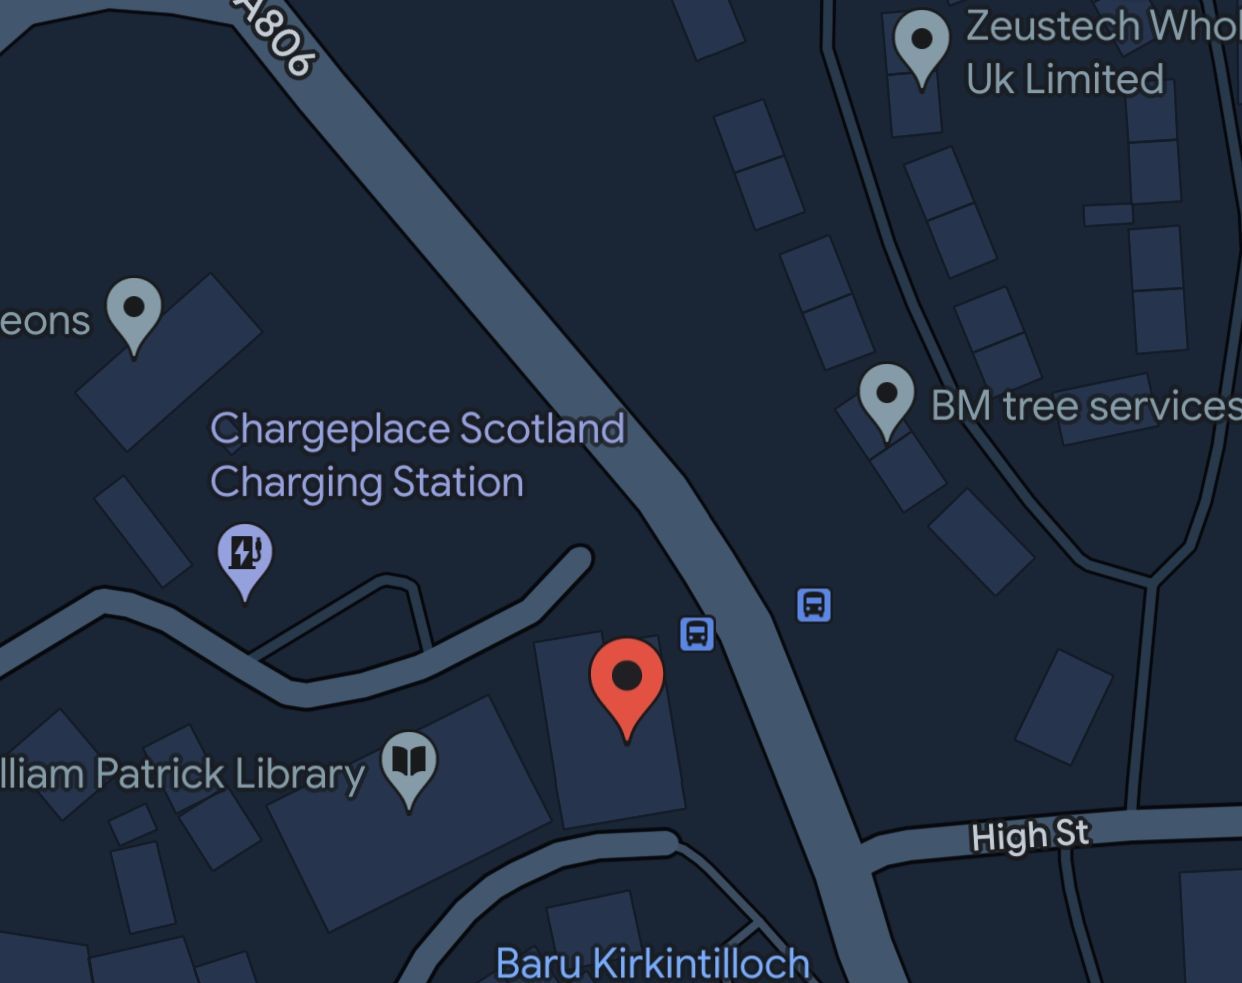 A806
Zeustech Whol
Uk Limited
eons
Chargeplace Scotland
Charging Station
BM tree services
lliam Patrick Library
High St
Baru Kirkintilloch